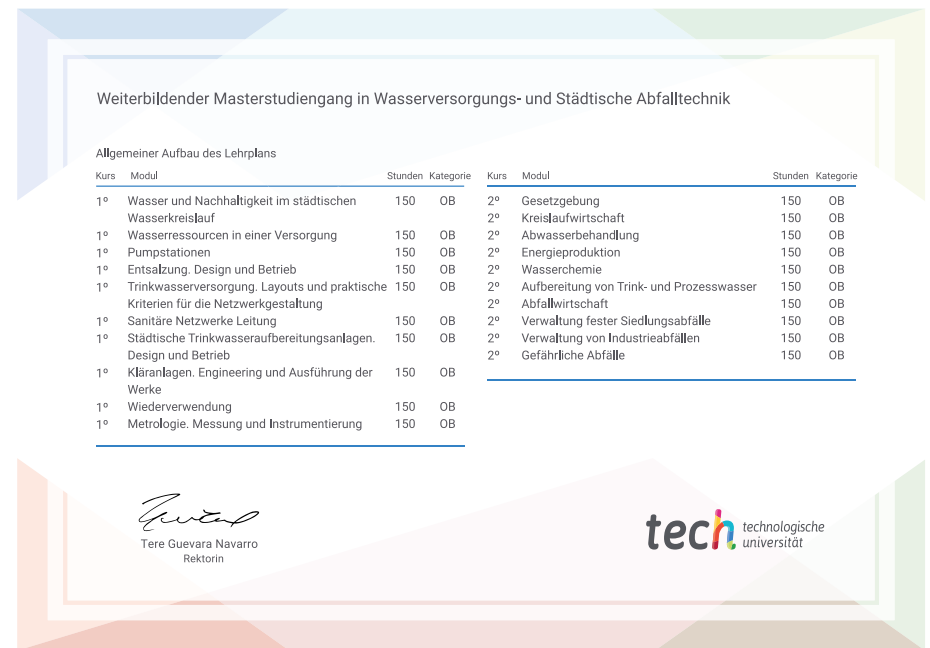 Weiterbildender Masterstudiengang in Wasserversorgungs- und Städtische Abfalltechnik
Allgemeiner Aufbau des Lehrplans
Kurs Modul Stunden Kategorie
1º Wasser und Nachhaltigkeit im städtischen 150 OB
Wasserkreislauf
1º Wasserressourcen in einer Versorgung 150 OB
1º Pumpstationen 150 OB
1º Entsalzung. Design und Betrieb 150 OB
1º Trinkwasserversorgung. Layouts und praktische 150 OB
Kriterien für die Netzwerkgestaltung
1º Sanitäre Netzwerke Leitung 150 OB
1º Städtische Trinkwasseraufbereitungsanlagen. 150 OB
Design und Betrieb
1º Kläranlagen. Engineering und Ausführung der 150 OB
Werke
1º Wiederverwendung 150 OB
1º Metrologie. Messung und Instrumentierung 150 OB
Kurs Modul Stunden Kategorie
2º Gesetzgebung 150 OB
2º Kreislaufwirtschaft 150 OB
2º Abwasserbehandlung 150 OB
2º Energieproduktion 150 OB
2º Wasserchemie 150 OB
2º Aufbereitung von Trink- und Prozesswasser 150 OB
2º Abfallwirtschaft 150 OB
2º Verwaltung fester Siedlungsabfälle 150 OB
2º Verwaltung von Industrieabfällen 150 OB
2º Gefährliche Abfälle 150 OB
Tere Guevara Navarro
Rektorin
tech technologische
universität